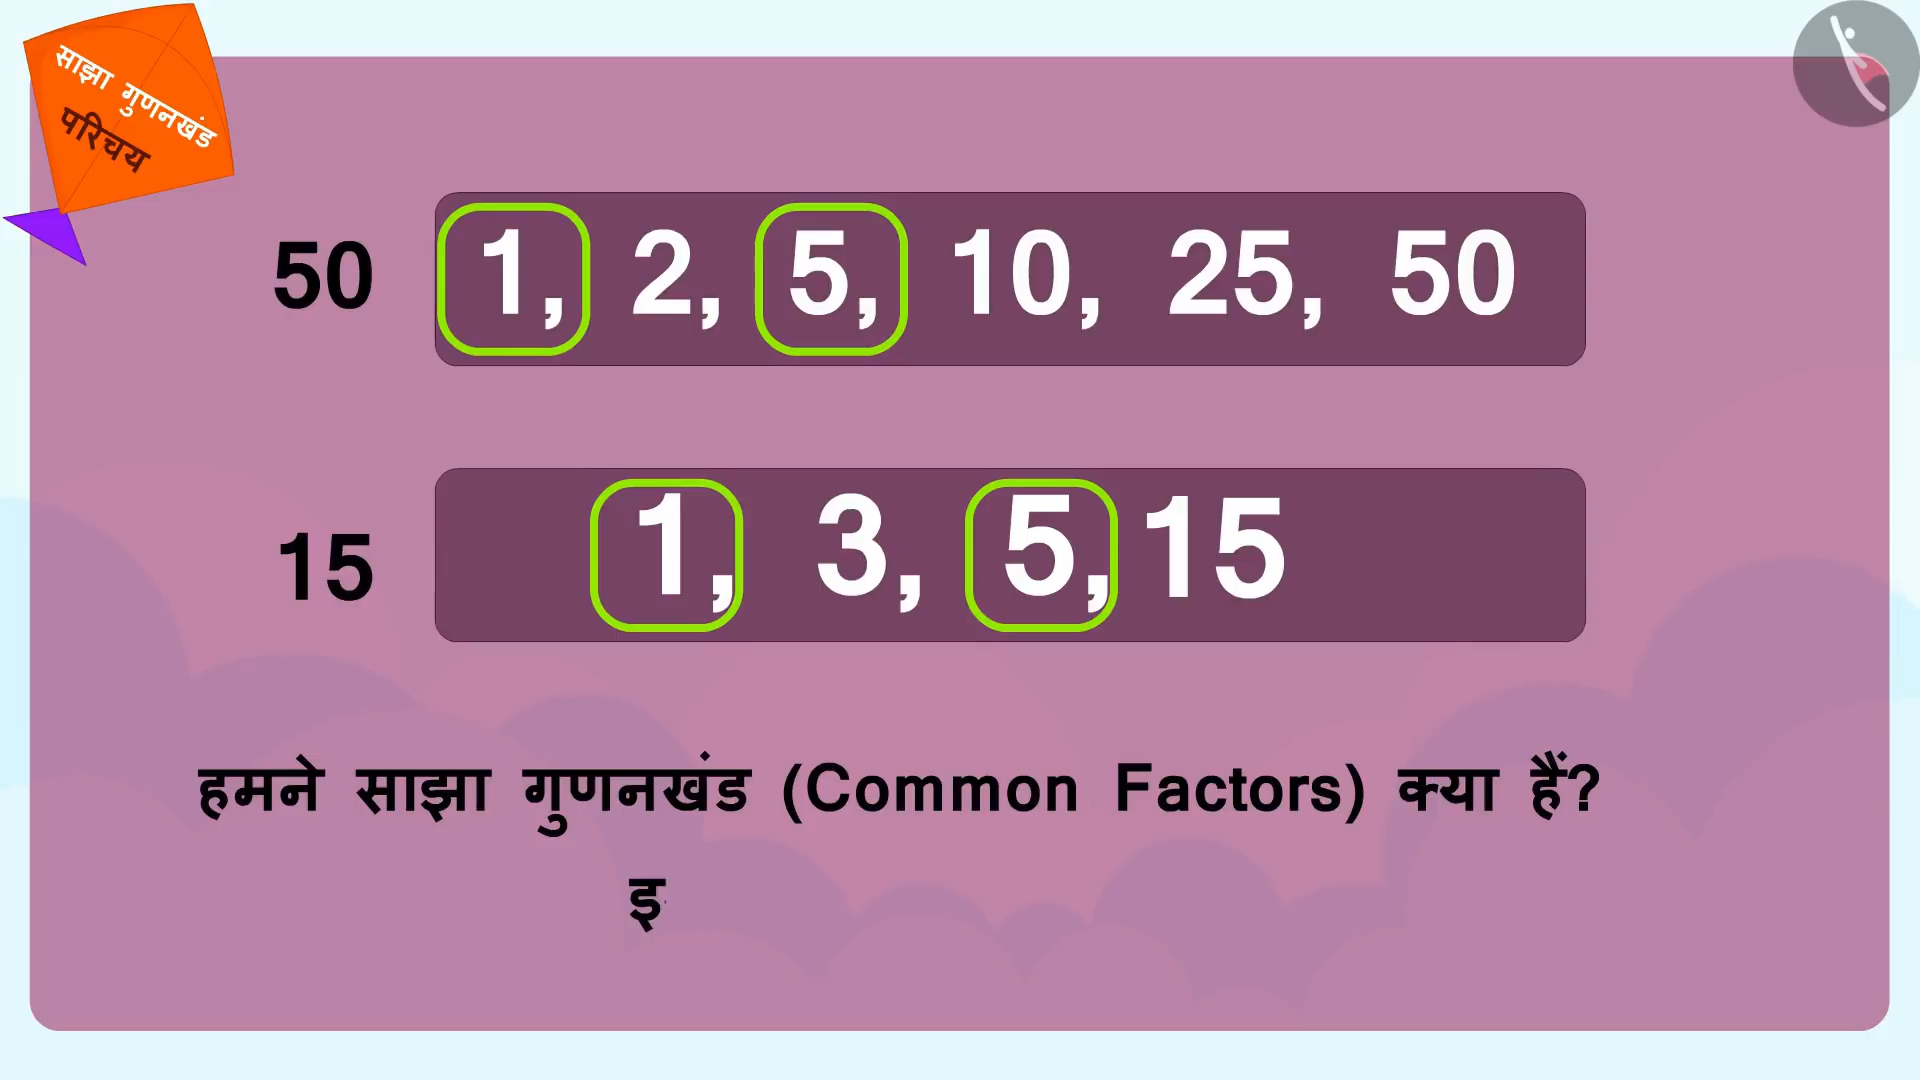 साझा गुणनखंड
परिचय
50 1, 2, 5, 10, 25, 50
15 1, 3, 5, 15
हमने साझा गुणनखंड (Common Factors) क्या हैं?
इ